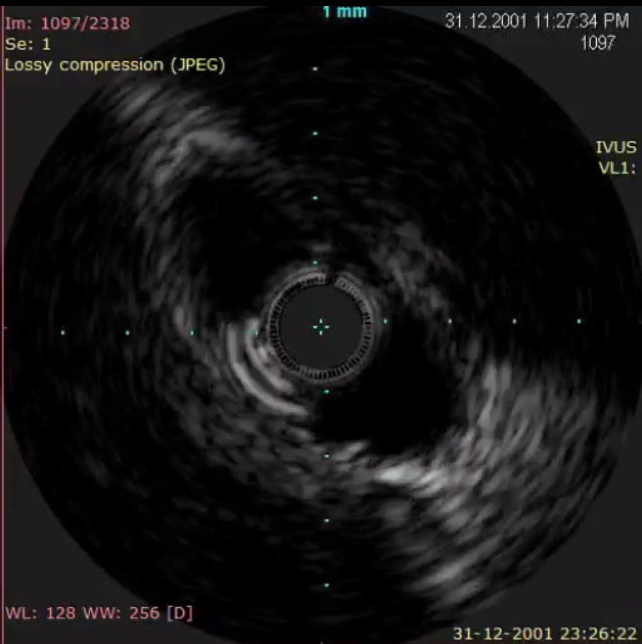 1 mm
Im: 1097/2318
31.12.2001 11:27:34 PM
Se: 1
1097
Lossy compression (JPEG)
IVUS
VL1:
WL: 128 WW: 256 [D]
31-12-2001 23:26:22